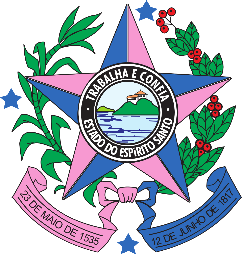 TRABALHA E CONFIA
ESTADO DO ESPÍRITO SANTO
23 DE MAIO DE 1535
12 DE JUNHO DE 1817